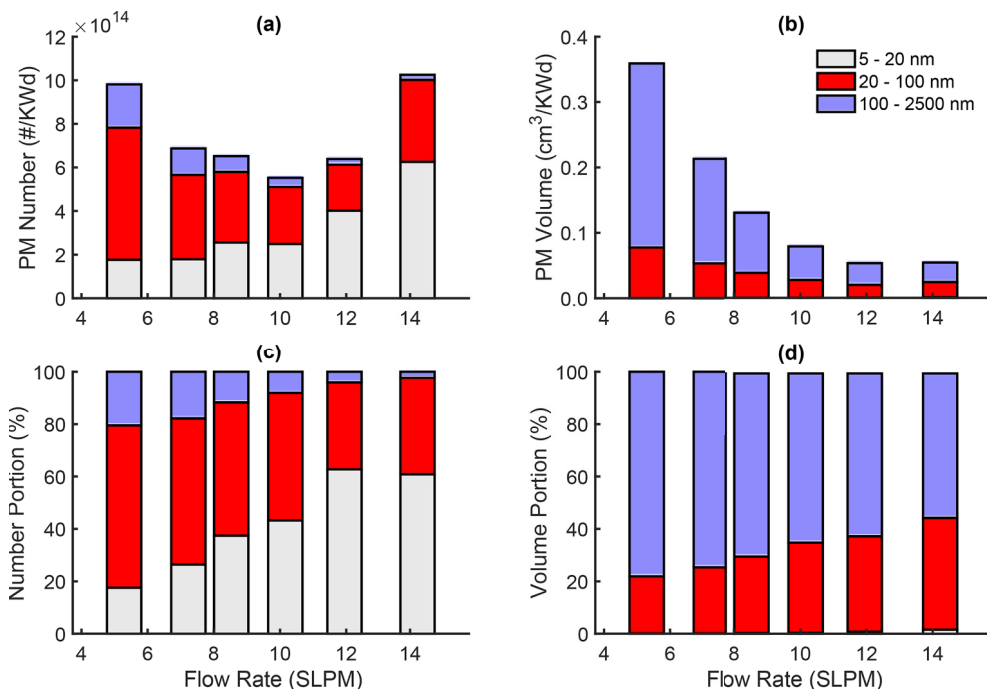 × 10^14
(a)
12
10
8
6
4
2
0
PM Number (#/KWd)
4 6 8 10 12 14
(b)
0.4
0.3
0.2
0.1
0.0
PM Volume (cm³/KWd)
5 - 20 nm
20 - 100 nm
100 - 2500 nm
4 6 8 10 12 14
(c)
100
80
60
40
20
0
Number Portion (%)
4 6 8 10 12 14
Flow Rate (SLPM)
(d)
100
80
60
40
20
0
Volume Portion (%)
4 6 8 10 12 14
Flow Rate (SLPM)